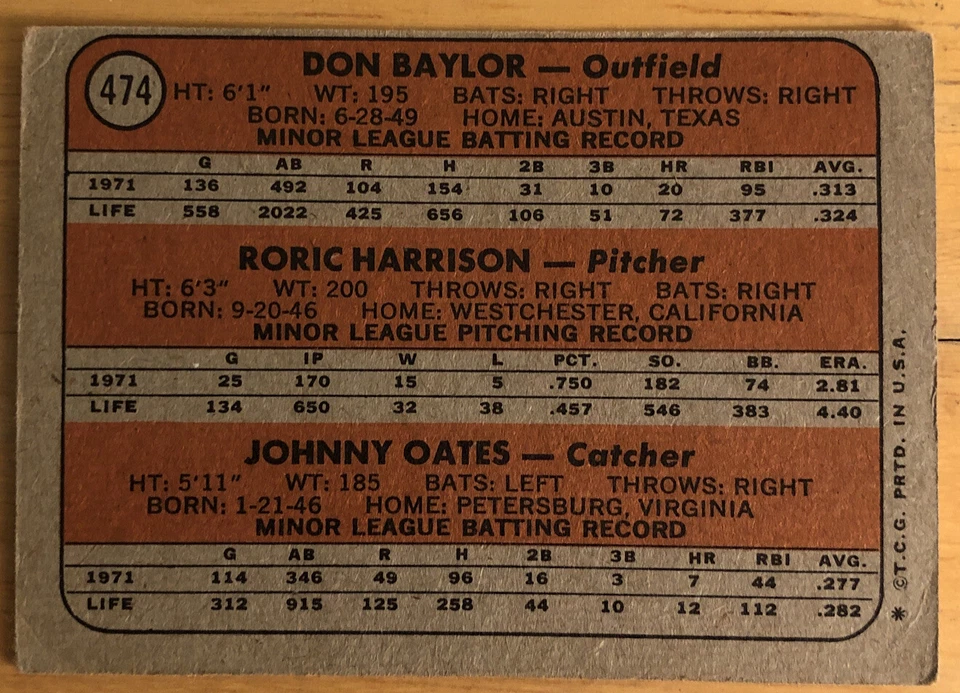 474
DON BAYLOR — Outfield
HT: 6'1" WT: 195 BATS: RIGHT THROWS: RIGHT
BORN: 6-28-49 HOME: AUSTIN, TEXAS
MINOR LEAGUE BATTING RECORD
G AB R H 2B 3B HR RBI AVG.
1971 136 492 104 154 31 10 20 95 .313
LIFE 558 2022 425 656 106 51 72 377 .324
RORIC HARRISON — Pitcher
HT: 6'3" WT: 200 THROWS: RIGHT BATS: RIGHT
BORN: 9-20-46 HOME: WESTCHESTER, CALIFORNIA
MINOR LEAGUE PITCHING RECORD
G IP W L PCT. SO. BB. ERA.
1971 25 170 15 5 .750 182 74 2.81
LIFE 134 650 32 38 .457 546 383 4.40
JOHNNY OATES — Catcher
HT: 5'11" WT: 185 BATS: LEFT THROWS: RIGHT
BORN: 1-21-46 HOME: PETERSBURG, VIRGINIA
MINOR LEAGUE BATTING RECORD
G AB R H 2B 3B HR RBI AVG.
1971 114 346 49 96 16 3 7 44 .277
LIFE 312 915 125 258 44 10 12 112 .282
* ©T.C.G. PRTD. IN U.S.A.